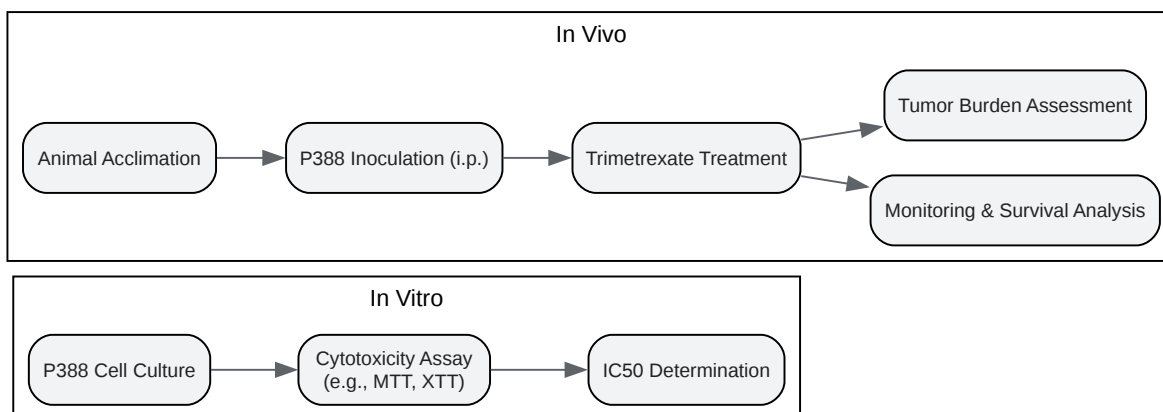 In Vivo
Animal Acclimation
P388 Inoculation (i.p.)
Trimetrexate Treatment
Tumor Burden Assessment
Monitoring & Survival Analysis
In Vitro
P388 Cell Culture
Cytotoxicity Assay
(e.g., MTT, XTT)
IC50 Determination